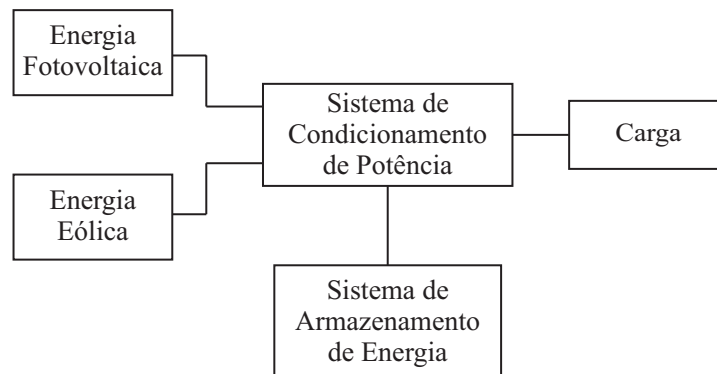 Energia
Fotovoltaica
Sistema de
Condicionamento
de Potência
Carga
Energia
Eólica
Sistema de
Armazenamento
de Energia